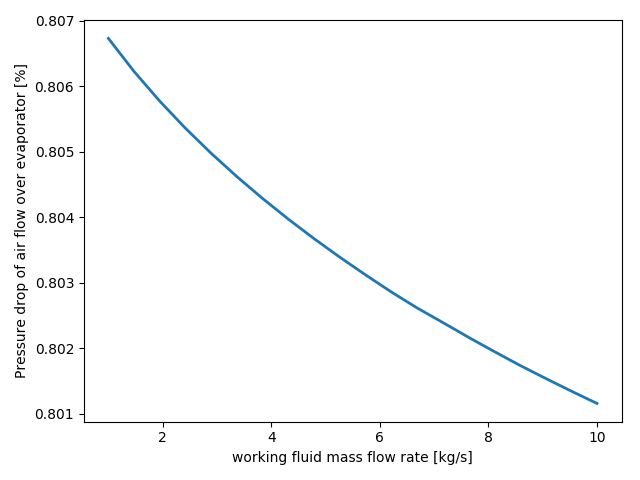 0.807
0.806
0.805
0.804
0.803
0.802
0.801
Pressure drop of air flow over evaporator [%]
2 4 6 8 10
working fluid mass flow rate [kg/s]